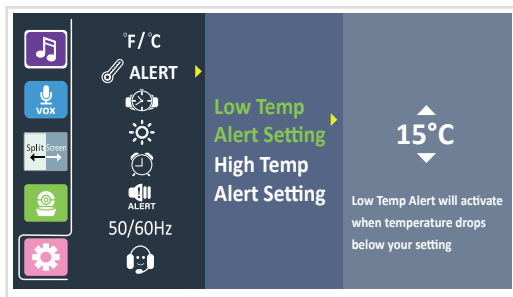 VOX
Split Screen
°F/°C
ALERT
ALERT
50/60Hz
Low Temp
Alert Setting
High Temp
Alert Setting
15°C
Low Temp Alert will activate
when temperature drops
below your setting